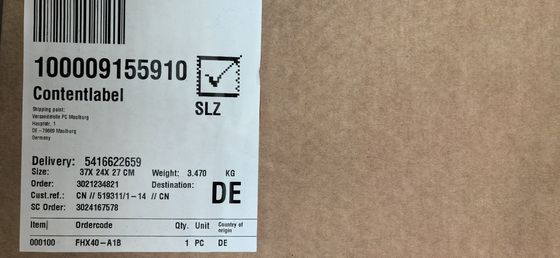 100009155910
Contentlabel
SLZ
Shipping point:
Versandstelle PC Maulburg
Hauptstr. 1
DE -79689 Maulburg
Germany
Delivery: 5416622659
Size: 37X 24X 27 CM Weight: 3.470 KG
Order: 3021234821 Destination: DE
Cust.ref.: CN // 519311/1-14 // CN
SC Order: 3024167578
Item Ordercode Qty. Unit Country of origin
000100 FHX40-A1B 1 PC DE